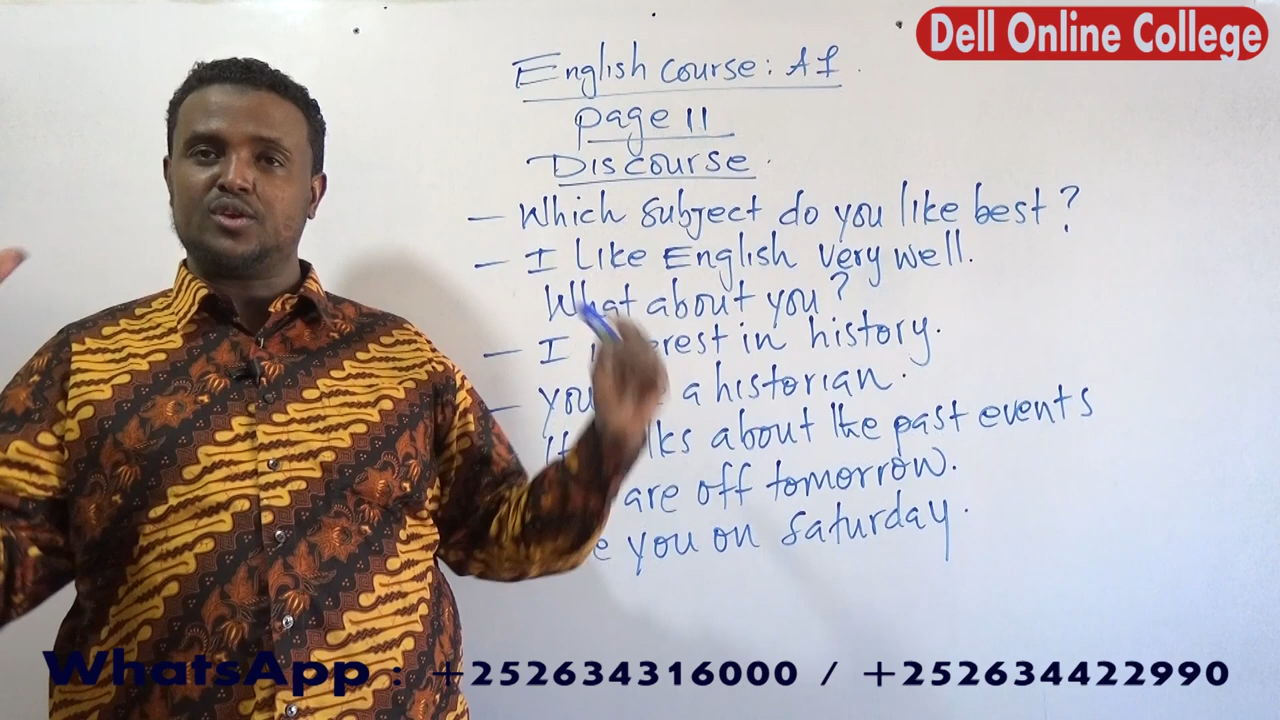 Dell Online College
English course: A1
page 11
Discourse
— Which subject do you like best?
— I Like English very well.
What about you?
— I in history.
— you a historian.
about the past events
are off tomorrow.
you on Saturday.
WhatsApp : +252634316000 / +252634422990